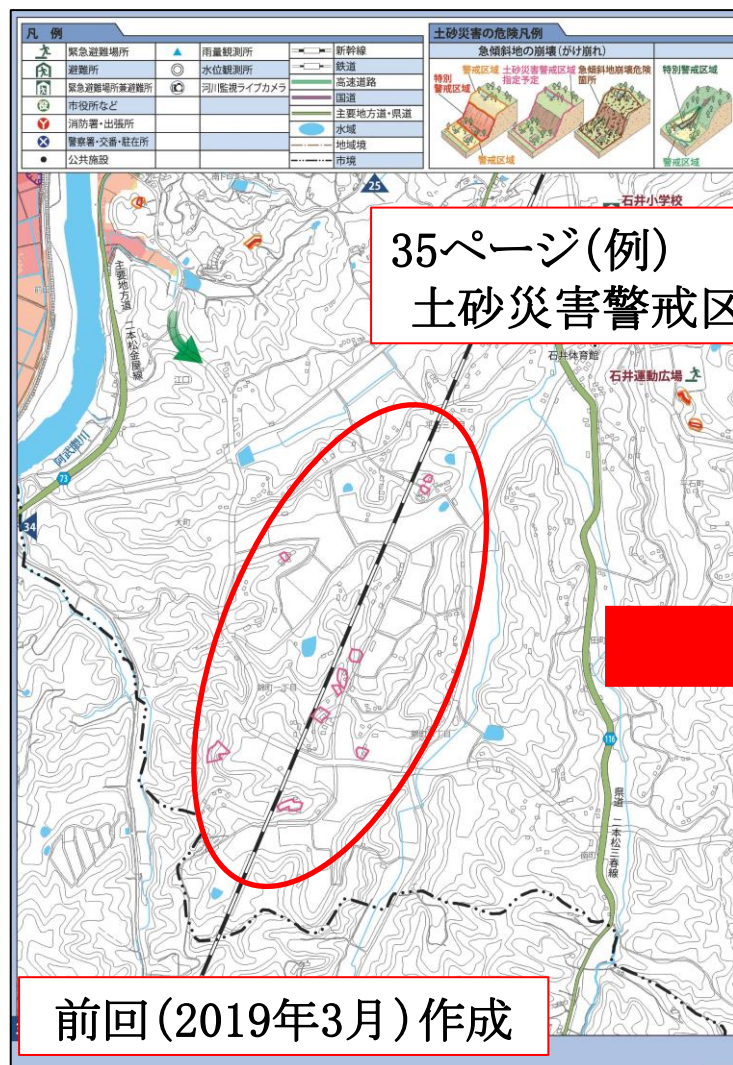 凡 例
緊急避難場所
雨量観測所
新幹線
避難所
水位観測所
鉄道
緊急避難場所兼避難所
河川監視ライブカメラ
高速道路
市役所など
国道
消防署・出張所
主要地方道・県道
警察署・交番・駐在所
水域
公共施設
地域境
市境
土砂災害の危険凡例
急傾斜地の崩壊(がけ崩れ)
特別
警戒区域
警戒区域
土砂災害警戒区域
指定予定
急傾斜地崩壊危険
箇所
警戒区域
特別警戒区域
警戒区域
25
石井小学校
35ページ(例)
土砂災害警戒区
主要地方道 二本松金屋線
石井体育館
石井運動広場
阿武隈川
73
34
大町
116
県道 二本松三春線
前回(2019年3月)作成